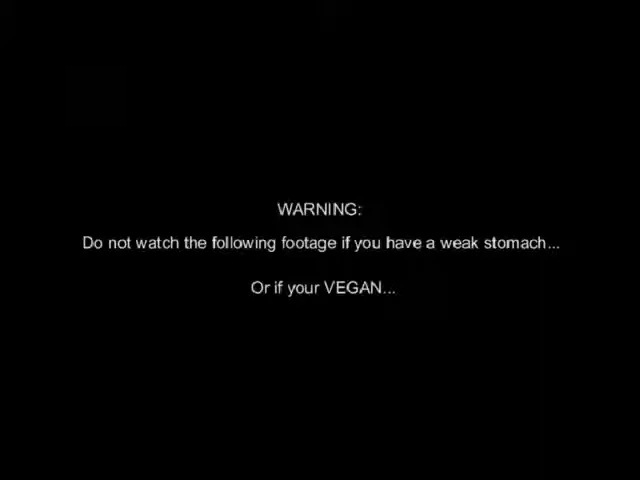 WARNING:
Do not watch the following footage if you have a weak stomach...
Or if your VEGAN...